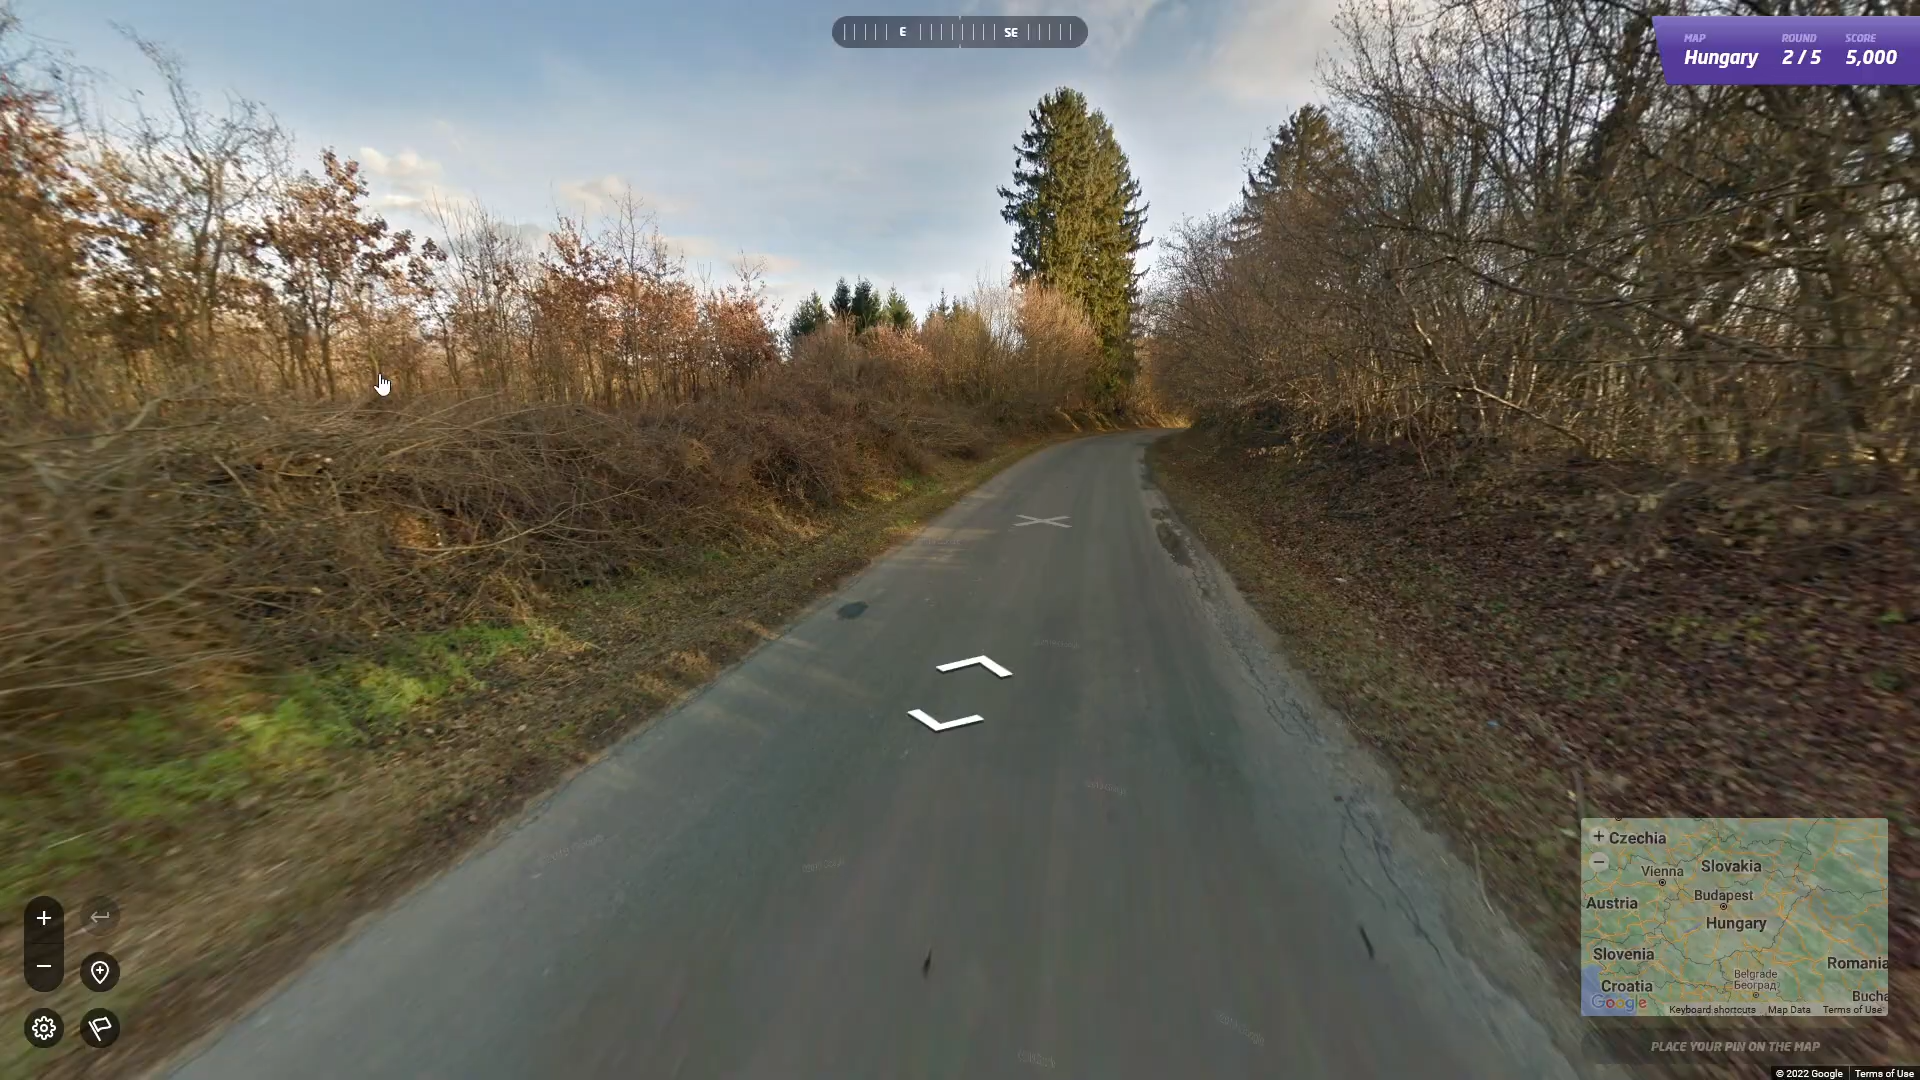 E SE
MAP ROUND SCORE
Hungary 2 / 5 5,000
Czechia
Slovakia
Vienna
Budapest
Austria
Hungary
Slovenia
Romania
Belgrade
Београд
Croatia
Bucha
Google
Keyboard shortcuts Map Data Terms of Use
PLACE YOUR PIN ON THE MAP
© 2022 Google Terms of Use